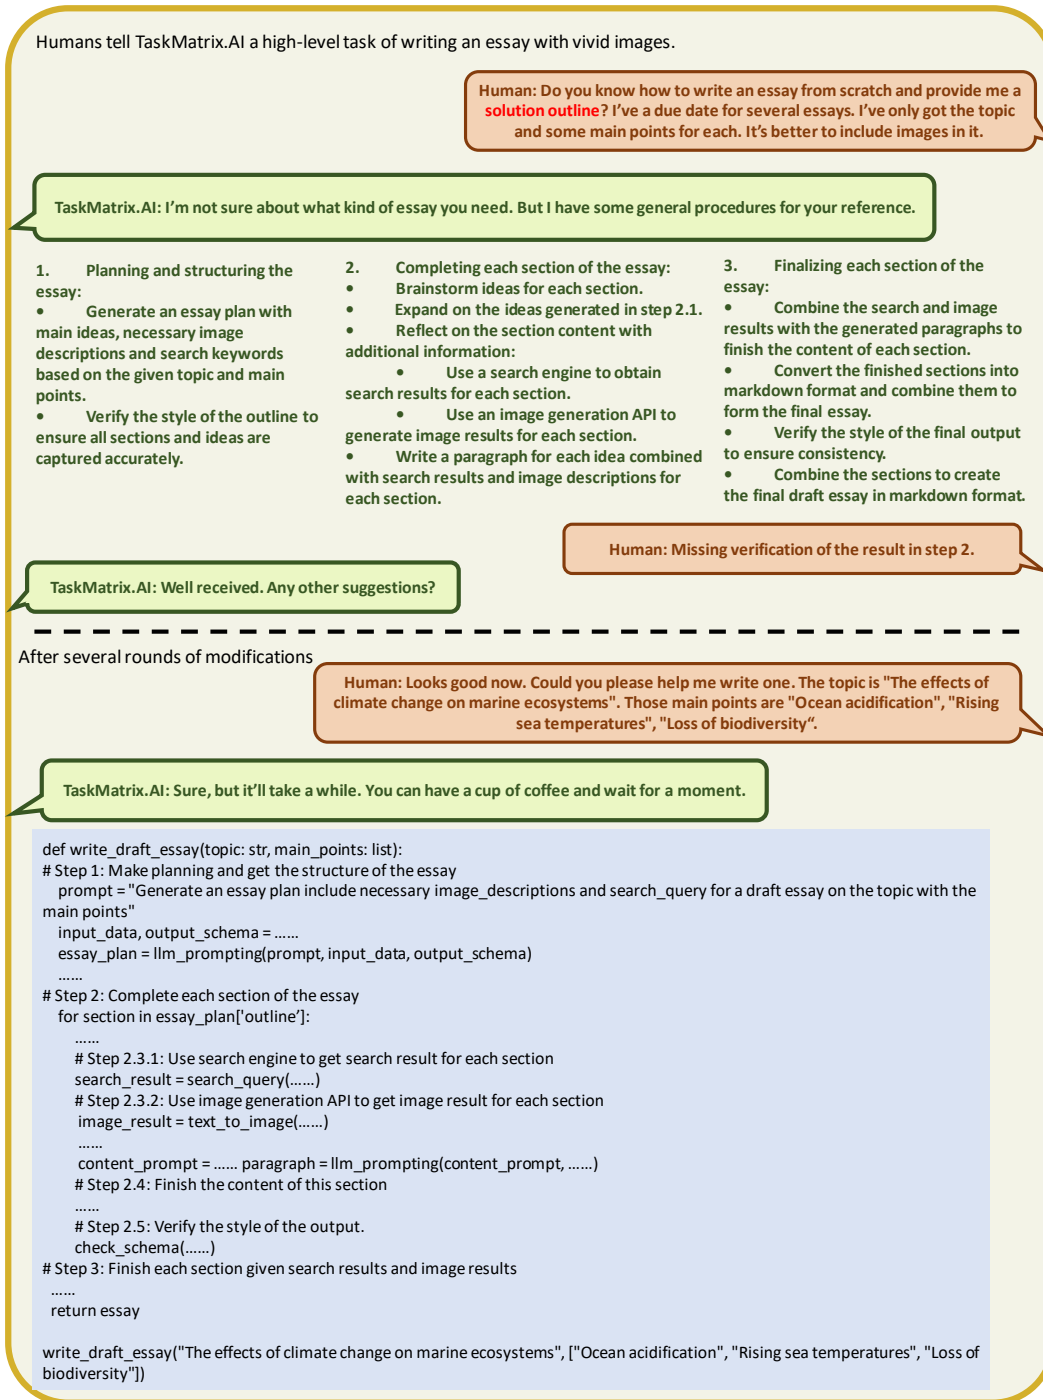 Humans tell TaskMatrix.AI a high-level task of writing an essay with vivid images.
Human: Do you know how to write an essay from scratch and provide me a
solution outline? I've a due date for several essays. I've only got the topic
and some main points for each. It's better to include images in it.
TaskMatrix.AI: I'm not sure about what kind of essay you need. But I have some general procedures for your reference.
1. Planning and structuring the
essay:
• Generate an essay plan with
main ideas, necessary image
descriptions and search keywords
based on the given topic and main
points.
• Verify the style of the outline to
ensure all sections and ideas are
captured accurately.
2. Completing each section of the essay:
• Brainstorm ideas for each section.
• Expand on the ideas generated in step 2.1.
• Reflect on the section content with
additional information:
• Use a search engine to obtain
search results for each section.
• Use an image generation API to
generate image results for each section.
• Write a paragraph for each idea combined
with search results and image descriptions for
each section.
3. Finalizing each section of the
essay:
• Combine the search and image
results with the generated paragraphs to
finish the content of each section.
• Convert the finished sections into
markdown format and combine them to
form the final essay.
• Verify the style of the final output
to ensure consistency.
• Combine the sections to create
the final draft essay in markdown format.
Human: Missing verification of the result in step 2.
TaskMatrix.AI: Well received. Any other suggestions?
After several rounds of modifications
Human: Looks good now. Could you please help me write one. The topic is "The effects of
climate change on marine ecosystems". Those main points are "Ocean acidification", "Rising
sea temperatures", "Loss of biodiversity“.
TaskMatrix.AI: Sure, but it'll take a while. You can have a cup of coffee and wait for a moment.
def write_draft_essay(topic: str, main_points: list):
# Step 1: Make planning and get the structure of the essay
prompt = "Generate an essay plan include necessary image_descriptions and search_query for a draft essay on the topic with the
main points"
input_data, output_schema = ......
essay_plan = llm_prompting(prompt, input_data, output_schema)
......
# Step 2: Complete each section of the essay
for section in essay_plan['outline’]:
......
# Step 2.3.1: Use search engine to get search result for each section
search_result = search_query(......)
# Step 2.3.2: Use image generation API to get image result for each section
image_result = text_to_image(......)
......
content_prompt = ...... paragraph = llm_prompting(content_prompt, ......)
# Step 2.4: Finish the content of this section
......
# Step 2.5: Verify the style of the output.
check_schema(......)
# Step 3: Finish each section given search results and image results
......
return essay
write_draft_essay("The effects of climate change on marine ecosystems", ["Ocean acidification", "Rising sea temperatures", "Loss of
biodiversity"])